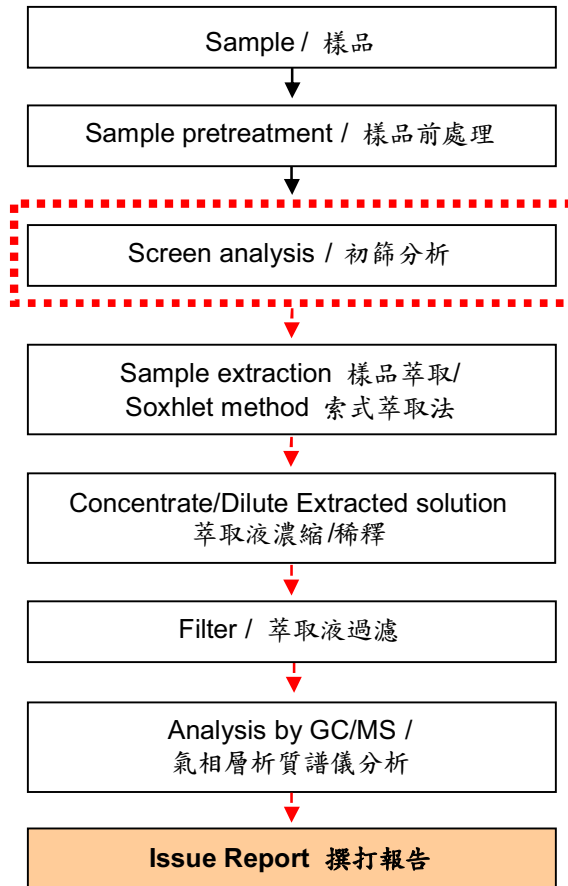 Sample / 樣品
Sample pretreatment / 樣品前處理
Screen analysis / 初篩分析
Sample extraction 樣品萃取/
Soxhlet method 索式萃取法
Concentrate/Dilute Extracted solution
萃取液濃縮/稀釋
Filter / 萃取液過濾
Analysis by GC/MS /
氣相層析質譜儀分析
Issue Report 撰打報告